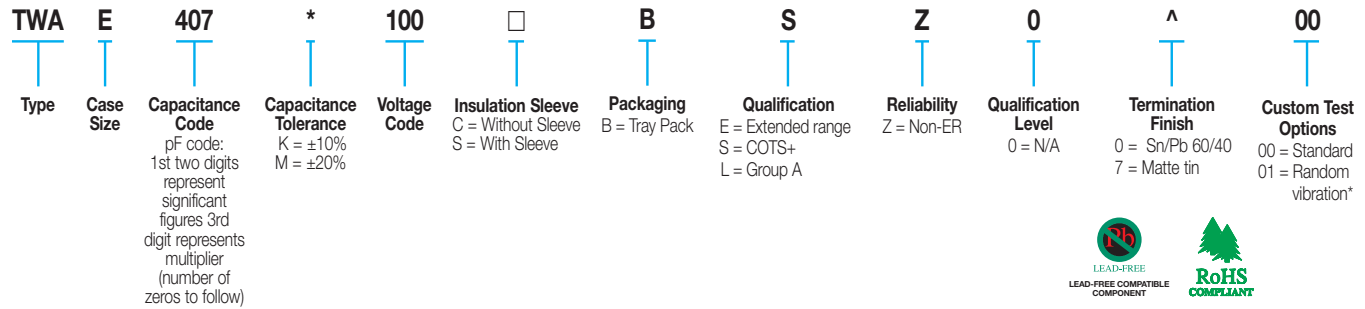 TWA E 407 * 100 □ B S Z 0 ^ 00
Type
Case
Size
Capacitance
Code
pF code:
1st two digits
represent
significant
figures 3rd
digit represents
multiplier
(number of
zeros to follow)
Capacitance
Tolerance
K = ±10%
M = ±20%
Voltage
Code
Insulation Sleeve
C = Without Sleeve
S = With Sleeve
Packaging
B = Tray Pack
Qualification
E = Extended range
S = COTS+
L = Group A
Reliability
Z = Non-ER
Qualification
Level
0 = N/A
Termination
Finish
0 = Sn/Pb 60/40
7 = Matte tin
Custom Test
Options
00 = Standard
01 = Random
vibration*
Pb
LEAD-FREE
LEAD-FREE COMPATIBLE
COMPONENT
RoHS
COMPLIANT